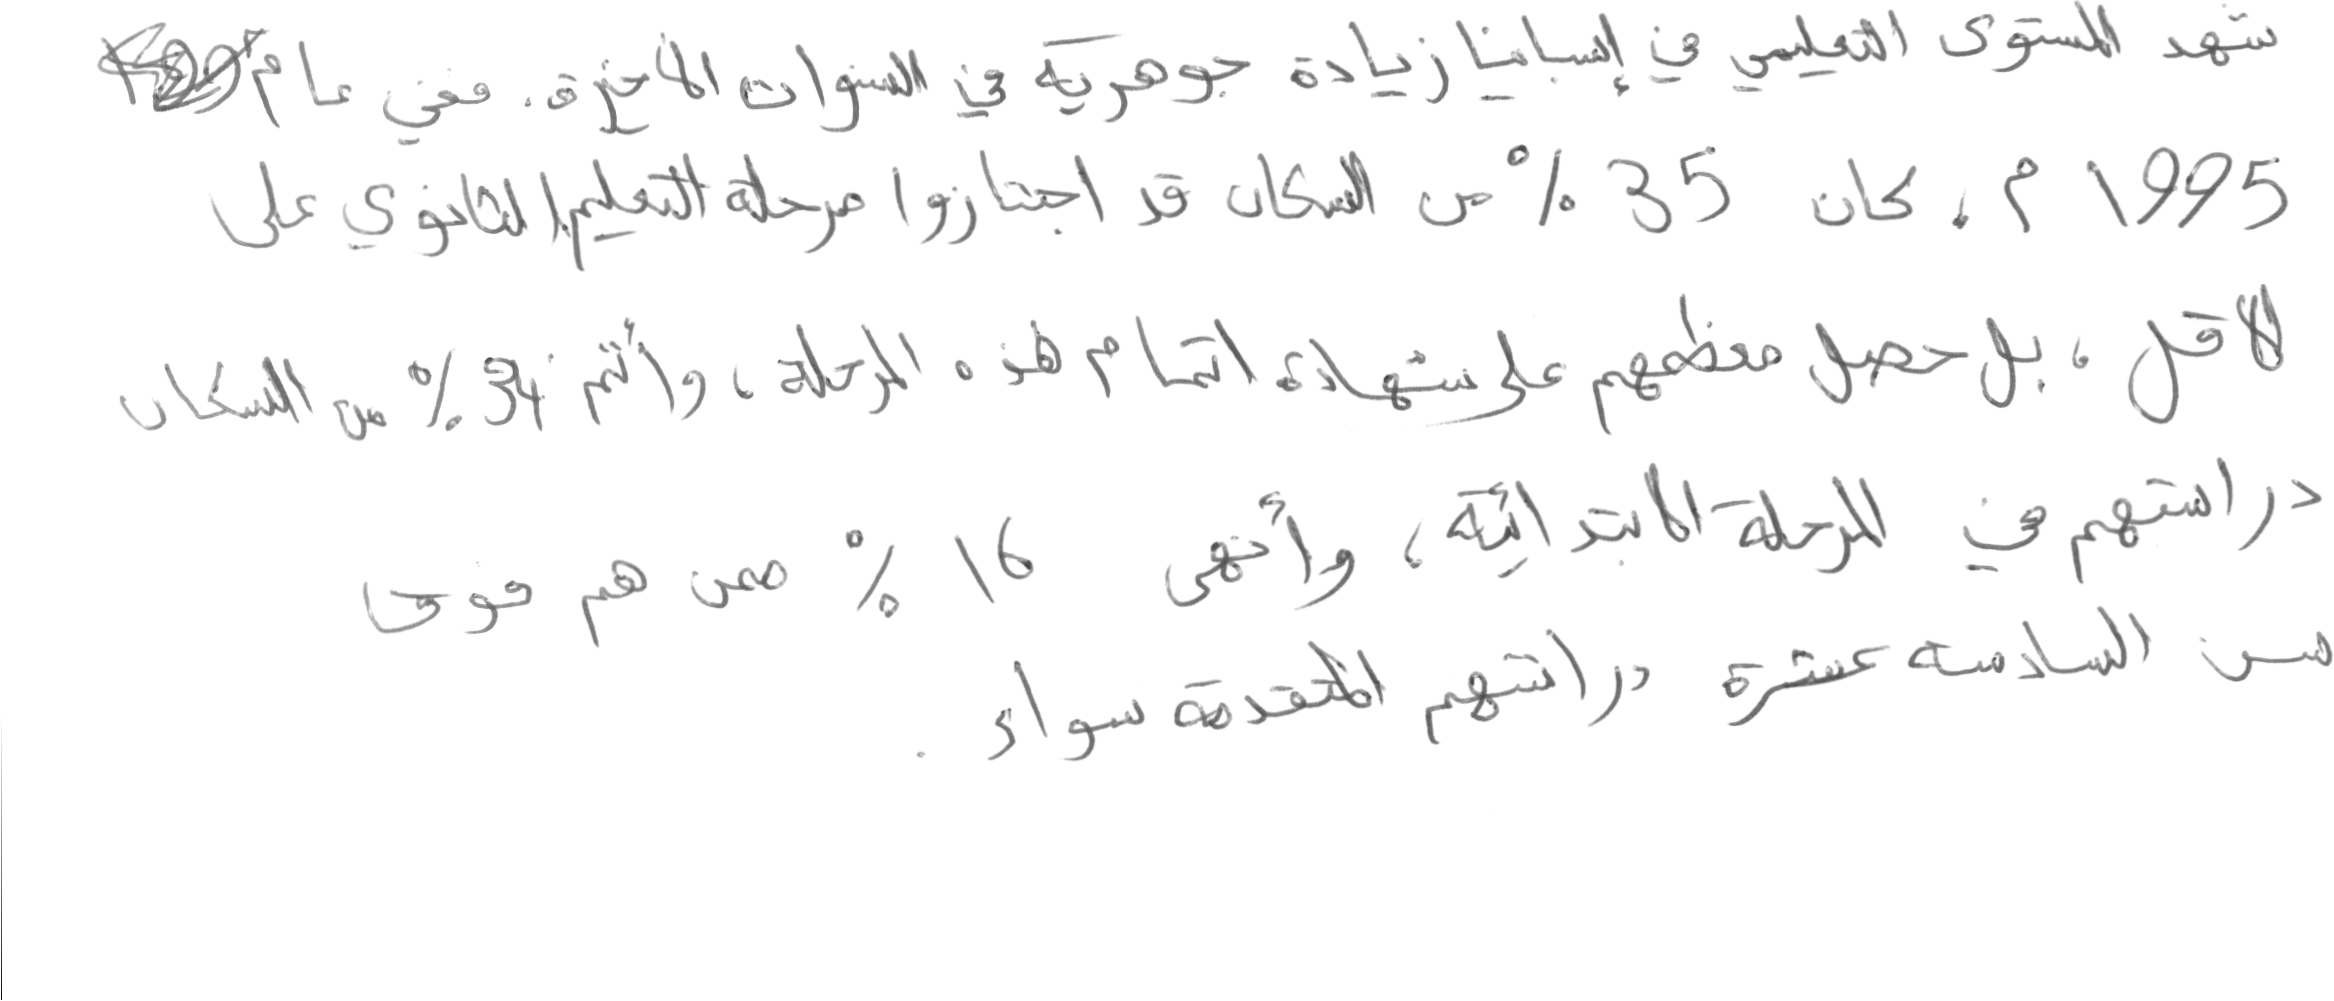 شهد المستوى التعليمي في إسبانيا زيادة جوهرية في السنوات الأخيرة. ففي عام
1995 م، كان 35 % من السكان قد اجتازوا مرحلة التعليم الثانوي على
لاقل، بل حصل معظمهم على شهادة اتمام هذه المرحلة، وأتم 34 % من السكان
دراستهم في المرحلة الابتدائية، وأنهى 16 % ممن هم فوق
سن السادسة عشرة دراستهم المتقدمة سواء .